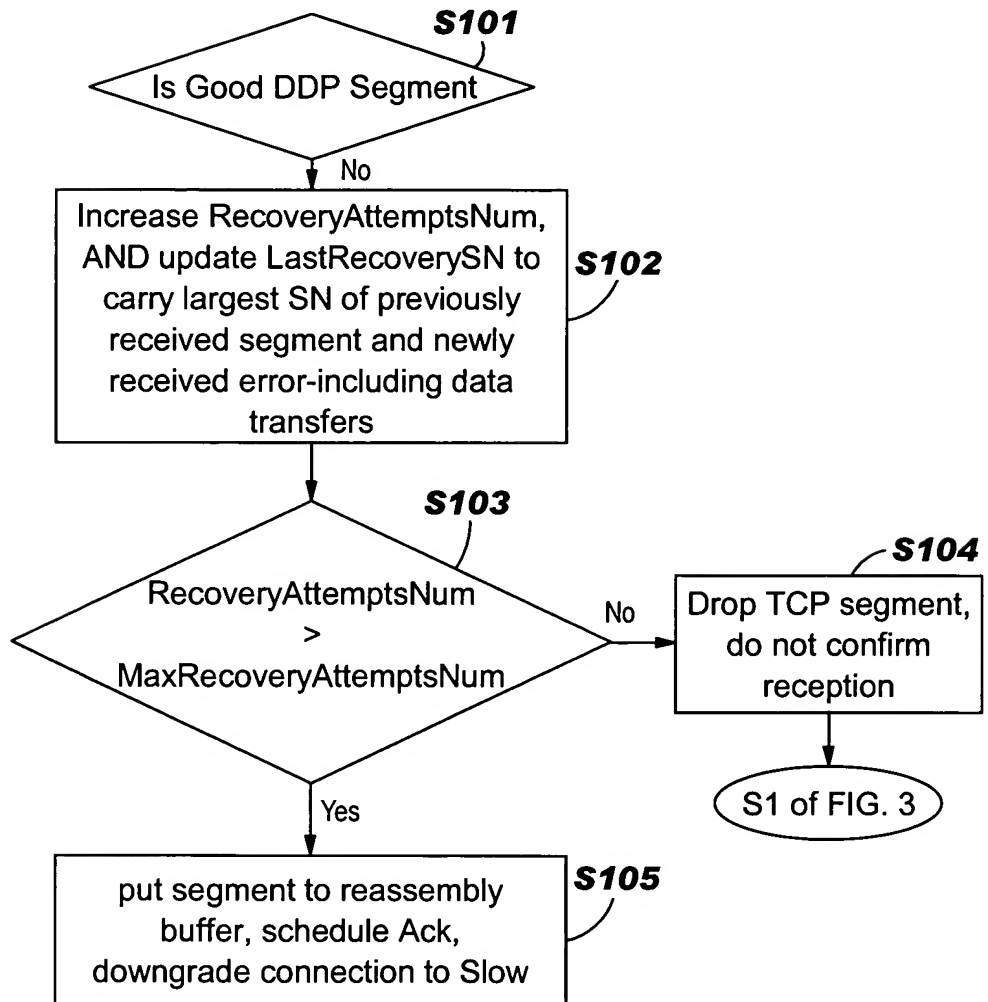 S101
Is Good DDP Segment
No
Increase RecoveryAttemptsNum,
AND update LastRecoverySN to
carry largest SN of previously
received segment and newly
received error-including data
transfers
S102
S103
RecoveryAttemptsNum
>
MaxRecoveryAttemptsNum
No
S104
Drop TCP segment,
do not confirm
reception
S1 of FIG. 3
Yes
put segment to reassembly
buffer, schedule Ack,
downgrade connection to Slow
S105